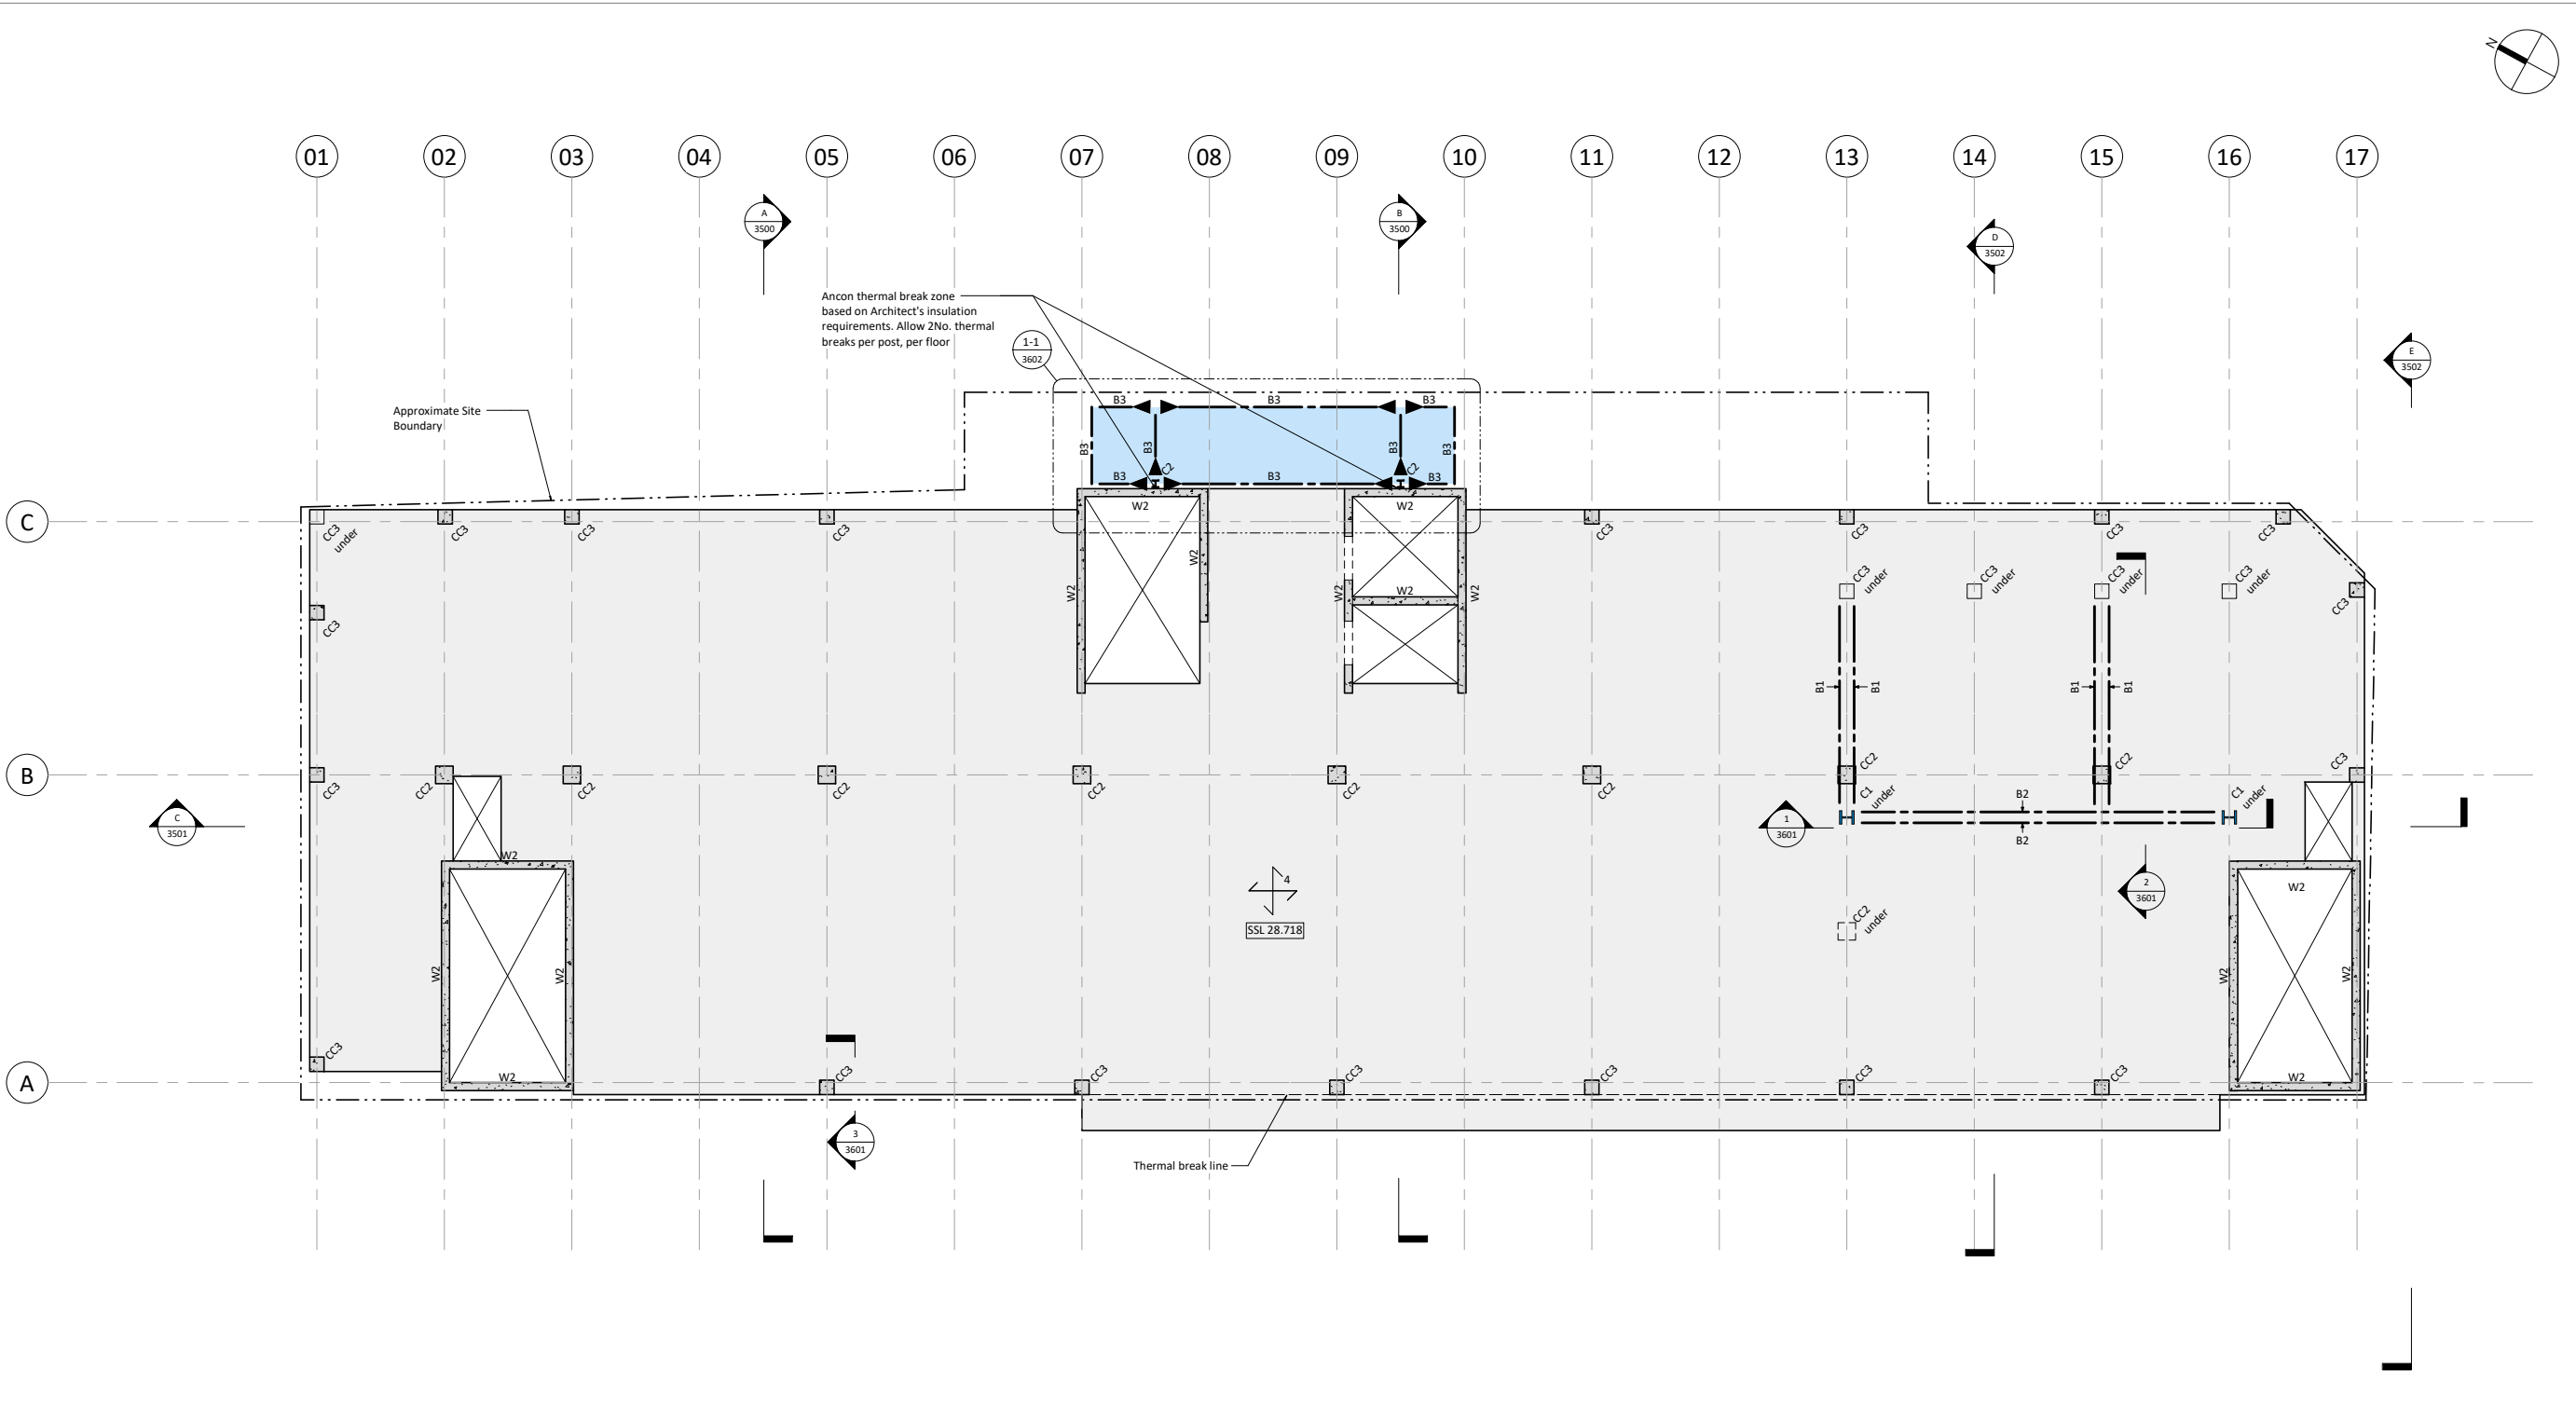 N
01 02 03 04 05 06 07 08 09 10 11 12 13 14 15 16 17
A
3500
B
3500
D
3502
Ancon thermal break zone
based on Architect's insulation
requirements. Allow 2No. thermal
breaks per post, per floor
1-1
3602
E
3502
Approximate Site
Boundary
B3 B3 B3
B3 B3 B3 B3
B3 B3 B3
C2 C2
C
W2 W2
CC3
under
CC3
CC3
CC3
CC3
CC3
CC3
CC3
W2
CC3
under
CC3
under
CC3
under
CC3
under
W2 W2 W2 W2
CC3
CC3
B1 B1 B1 B1
B
CC3
CC2
CC2
CC2
CC2
CC2
CC2
CC2
CC2
CC3
C1
under
C1
under
B2
B2
C
3501
1
3601
W2
4
SSL 28.718
2
3601
W2
CC2
under
W2 W2 W2 W2
CC3
CC3
CC3
CC3
CC3
CC3
CC3
W2 W2
A
3
3601
Thermal break line